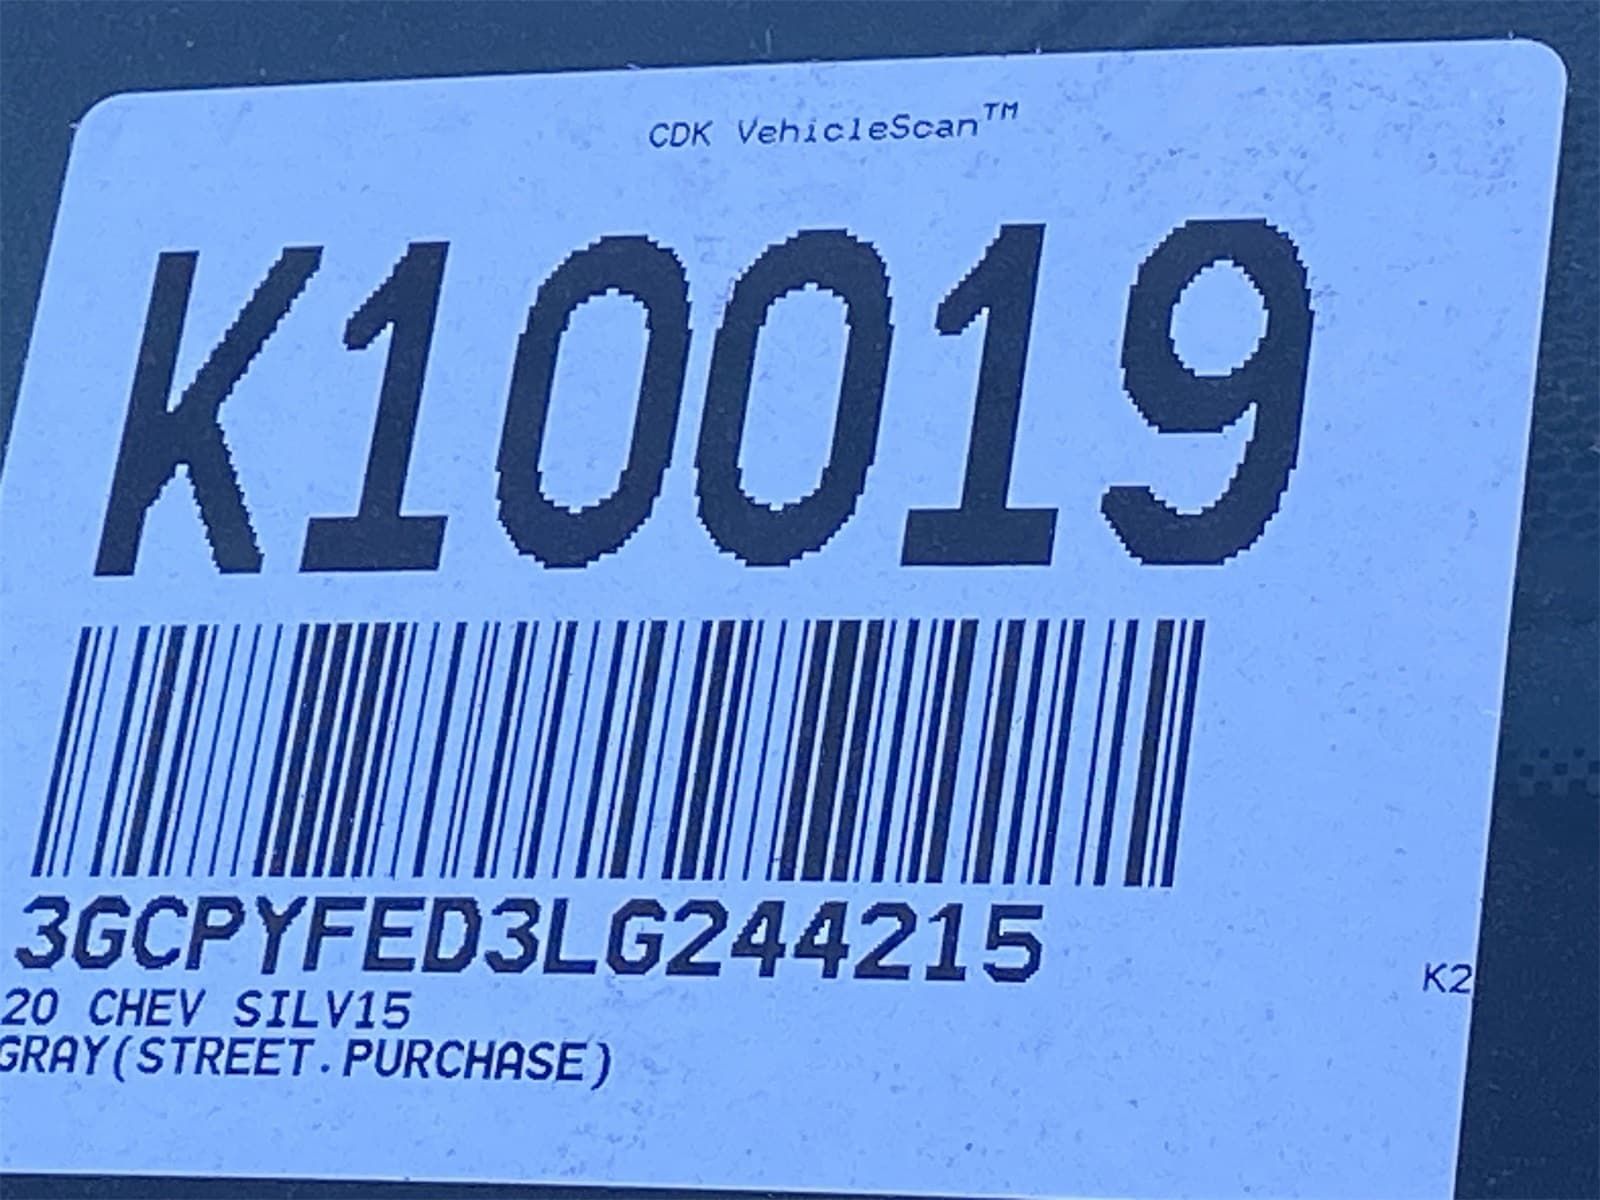 CDK VehicleScan™
K10019
3GCPYFED3LG244215
20 CHEV SILV15
GRAY(STREET.PURCHASE)
K2